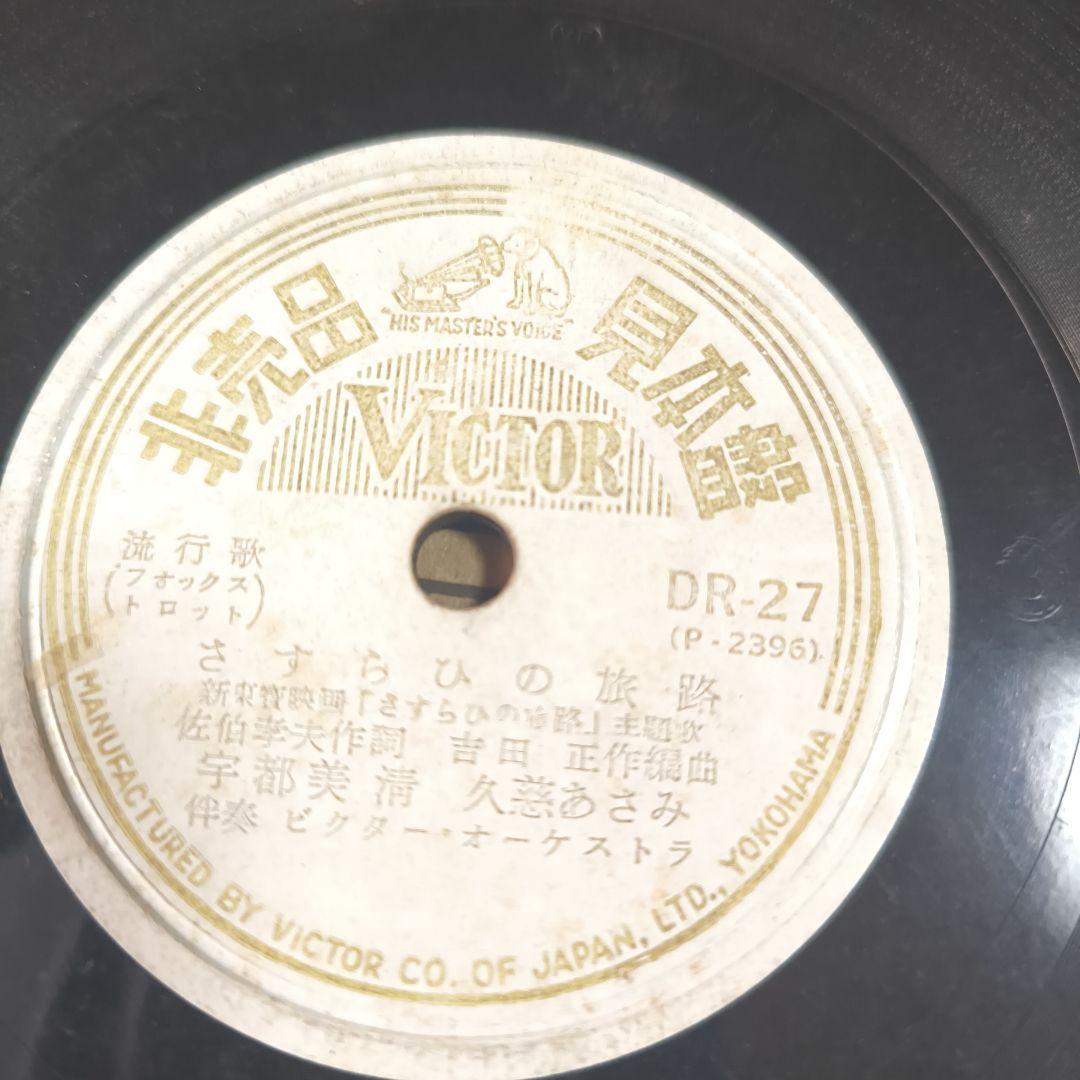 非売品 見本盤
"HIS MASTER'S VOICE"
VICTOR
流行歌
(フォックス
トロット)
DR-27
(P-2396)
さすらひの旅路
新東寶映画「さすらひの旅路」主題歌
佐伯孝夫作詞 吉田正作編曲
宇都美清 久慈あさみ
伴奏 ビクター・オーケストラ
MANUFACTURED BY VICTOR CO. OF JAPAN, LTD., YOKOHAMA